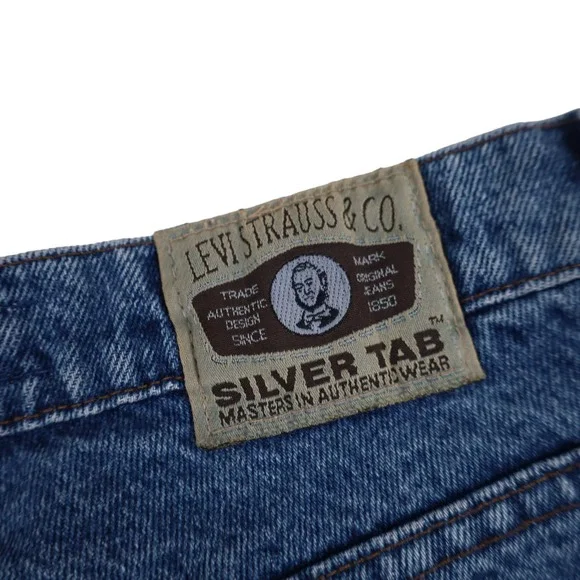 LEVI STRAUSS & CO.
TRADE MARK
AUTHENTIC ORIGINAL
DESIGN JEANS
SINCE 1850
SILVER TAB™
MASTERS IN AUTHENTIC WEAR